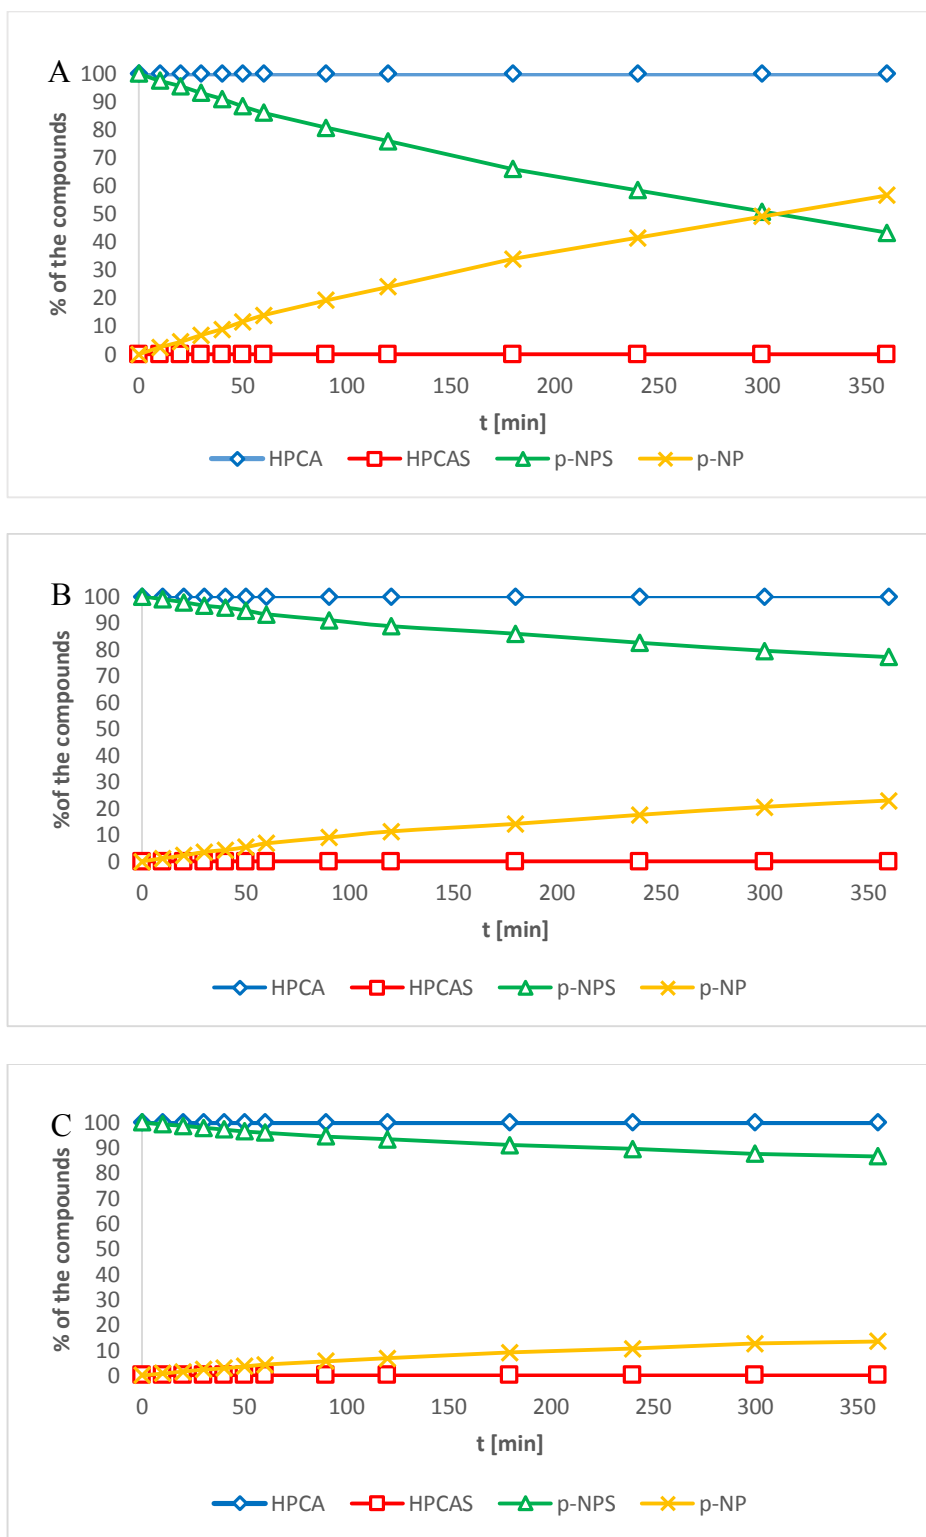 A
100
90
80
70
60
50
40
30
20
10
0
% of the compounds
0 50 100 150 200 250 300 350
t [min]
HPCA HPCAS p-NPS p-NP
B
100
90
80
70
60
50
40
30
20
10
0
%of the compounds
0 50 100 150 200 250 300 350
t [min]
HPCA HPCAS p-NPS p-NP
C
100
90
80
70
60
50
40
30
20
10
0
% of the compounds
0 50 100 150 200 250 300 350
t [min]
HPCA HPCAS p-NPS p-NP